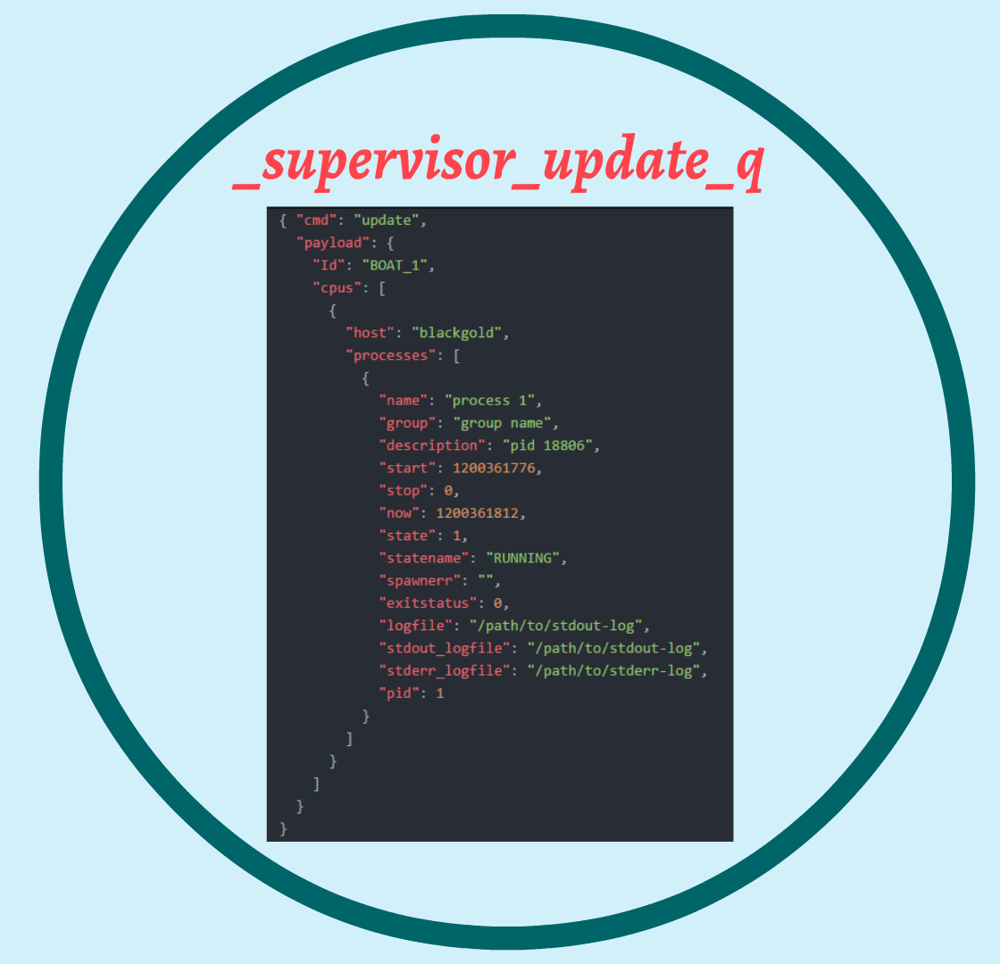 _supervisor_update_q
{ "cmd": "update",
  "payload": {
    "Id": "BOAT_1",
    "cpus": [
      {
        "host": "blackgold",
        "processes": [
          {
            "name": "process 1",
            "group": "group name",
            "description": "pid 18806",
            "start": 1200361776,
            "stop": 0,
            "now": 1200361812,
            "state": 1,
            "statename": "RUNNING",
            "spawnerr": "",
            "exitstatus": 0,
            "logfile": "/path/to/stdout-log",
            "stdout_logfile": "/path/to/stdout-log",
            "stderr_logfile": "/path/to/stderr-log",
            "pid": 1
          }
        ]
      }
    ]
  }
}